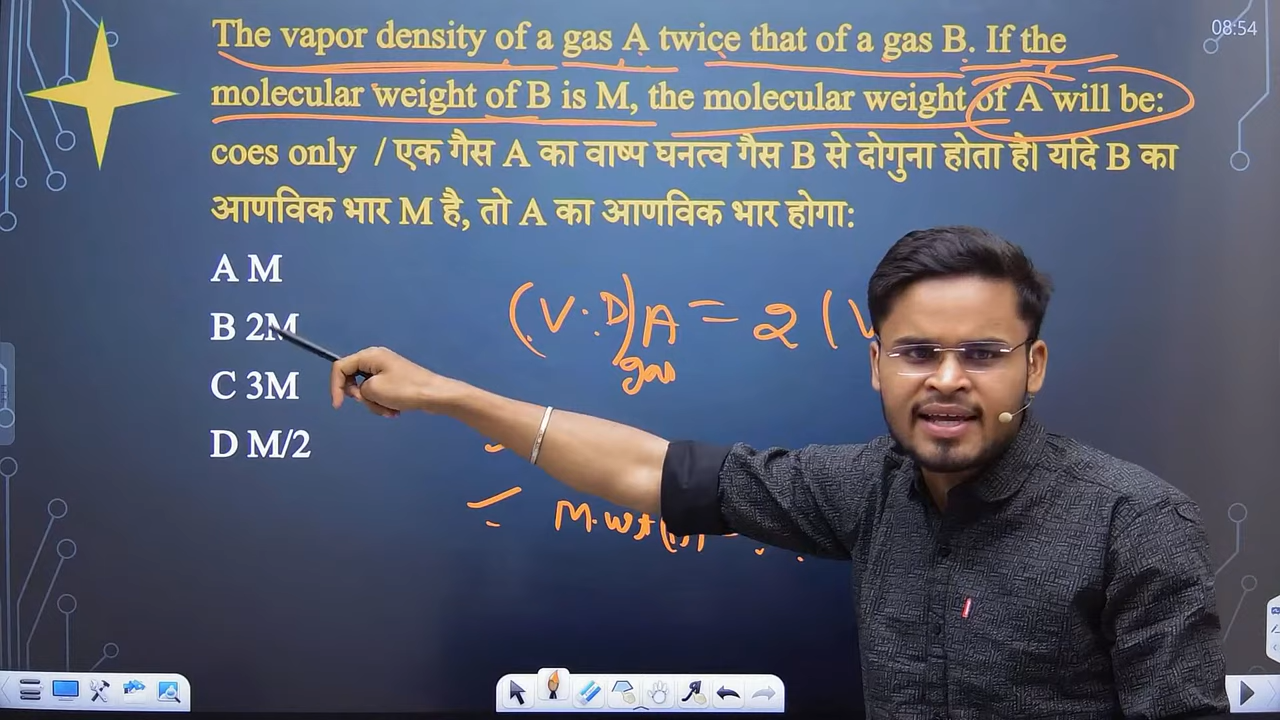 08:54
The vapor density of a gas A twice that of a gas B. If the
molecular weight of B is M, the molecular weight of A will be:
coes only / एक गैस A का वाष्प घनत्व गैस B से दोगुना होता है। यदि B का
आणविक भार M है, तो A का आणविक भार होगा:
A M
B 2M
C 3M
D M/2
(V.D)A = 2 (V
gas
M.wt